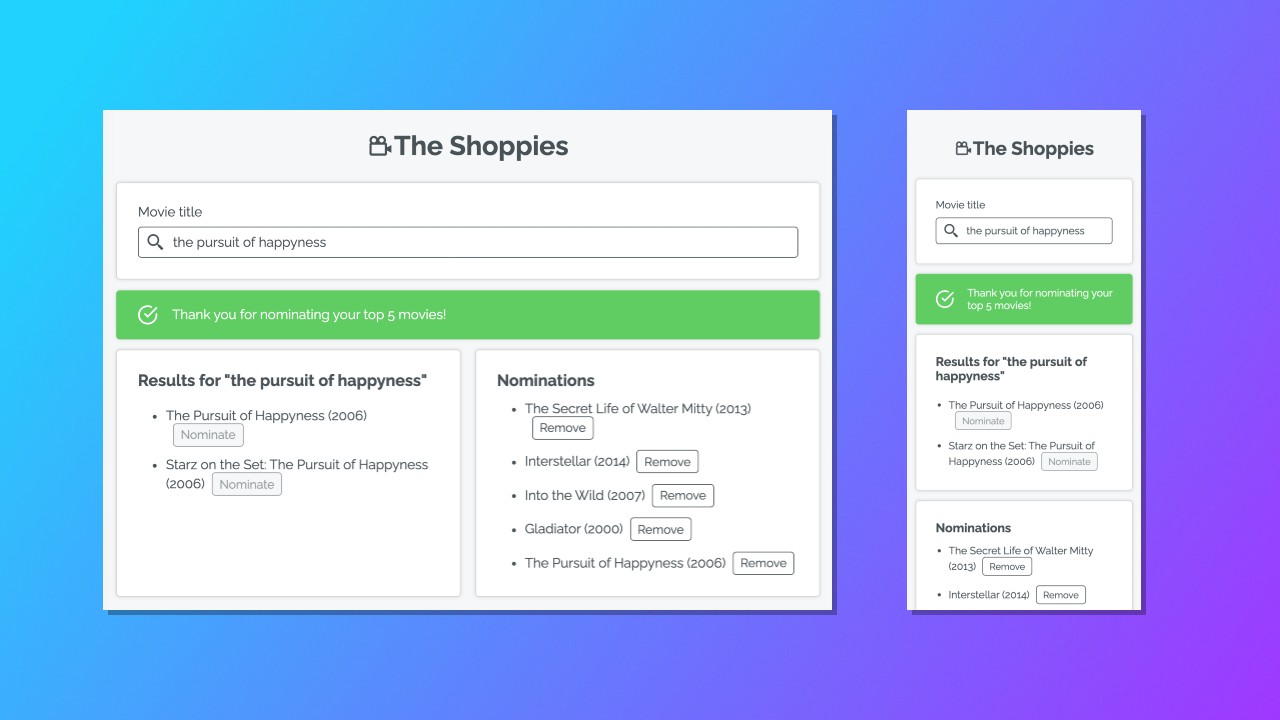 The Shoppies
Movie title
the pursuit of happyness
Thank you for nominating your top 5 movies!
Results for "the pursuit of happyness"
The Pursuit of Happyness (2006)
Nominate
Starz on the Set: The Pursuit of Happyness
(2006) Nominate
Nominations
The Secret Life of Walter Mitty (2013)
Remove
Interstellar (2014) Remove
Into the Wild (2007) Remove
Gladiator (2000) Remove
The Pursuit of Happyness (2006) Remove
The Shoppies
Movie title
the pursuit of happyness
Thank you for nominating your
top 5 movies!
Results for "the pursuit of
happyness"
The Pursuit of Happyness (2006)
Nominate
Starz on the Set: The Pursuit of
Happyness (2006) Nominate
Nominations
The Secret Life of Walter Mitty
(2013) Remove
Interstellar (2014) Remove